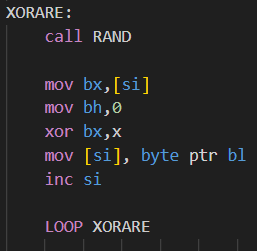 XORARE:
call RAND
mov bx,[si]
mov bh,0
xor bx,x
mov [si], byte ptr bl
inc si
LOOP XORARE